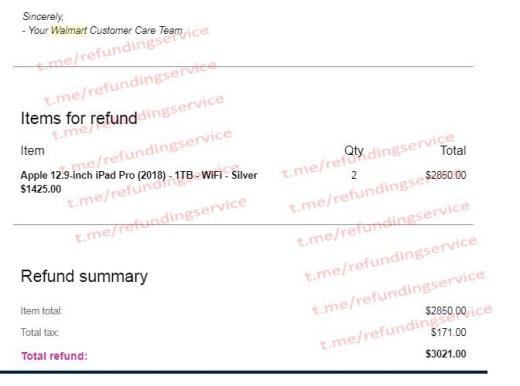 Sincerely,
- Your Walmart Customer Care Team
t.me/refundingservice
t.me/refundingservice
t.me/refundingservice
Items for refund
t.me/refundingservice
Item Qty Total
t.me/refundingservice
Apple 12.9-inch iPad Pro (2018) - 1TB - WiFi - Silver 2 $2850.00
$1425.00
t.me/refundingservice
t.me/refundingservice
t.me/refundingservice
t.me/refundingservice
t.me/refundingservice
Refund summary
t.me/refundingservice
Item total: $2850.00
t.me/refundingservice
Total tax: $171.00
t.me/refundingservice
Total refund: $3021.00